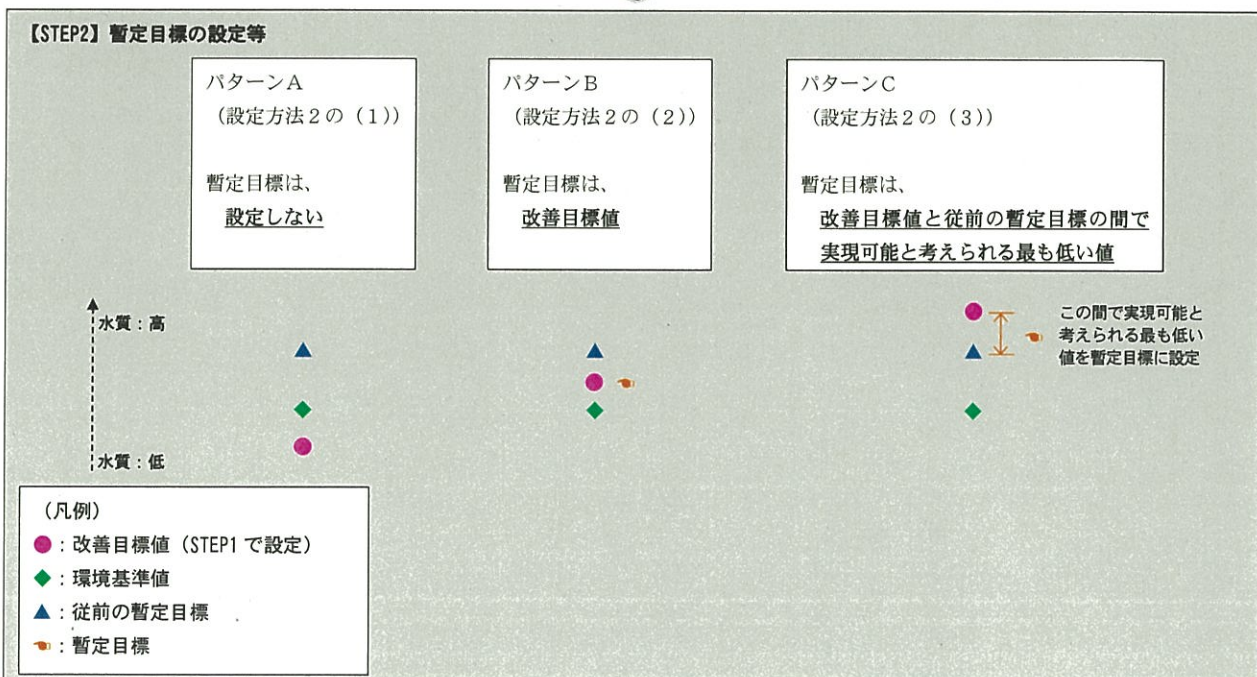 【STEP2】暫定目標の設定等
パターンA
(設定方法2の(1))
暫定目標は、
設定しない
パターンB
(設定方法2の(2))
暫定目標は、
改善目標値
パターンC
(設定方法2の(3))
暫定目標は、
改善目標値と従前の暫定目標の間で
実現可能と考えられる最も低い値
水質：高
水質：低
この間で実現可能と
考えられる最も低い
値を暫定目標に設定
(凡例)
●：改善目標値（STEP1で設定）
◆：環境基準値
▲：従前の暫定目標
：暫定目標